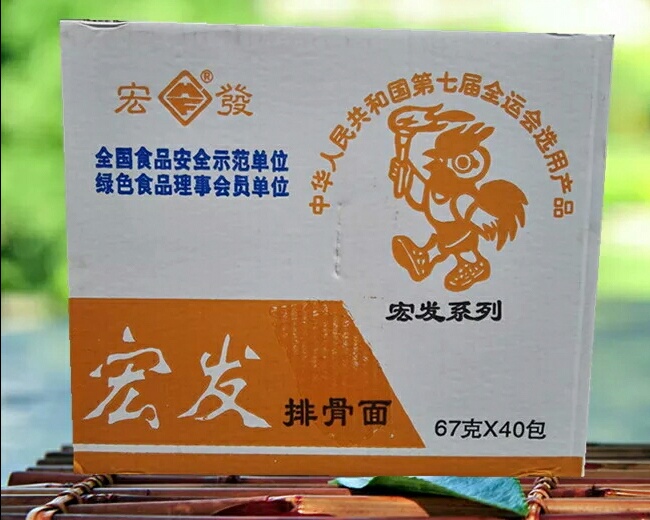 宏 ® 發
中华人民共和国第七届全运会选用产品
全国食品安全示范单位
绿色食品理事会员单位
宏发系列
宏发 排骨面
67克X40包